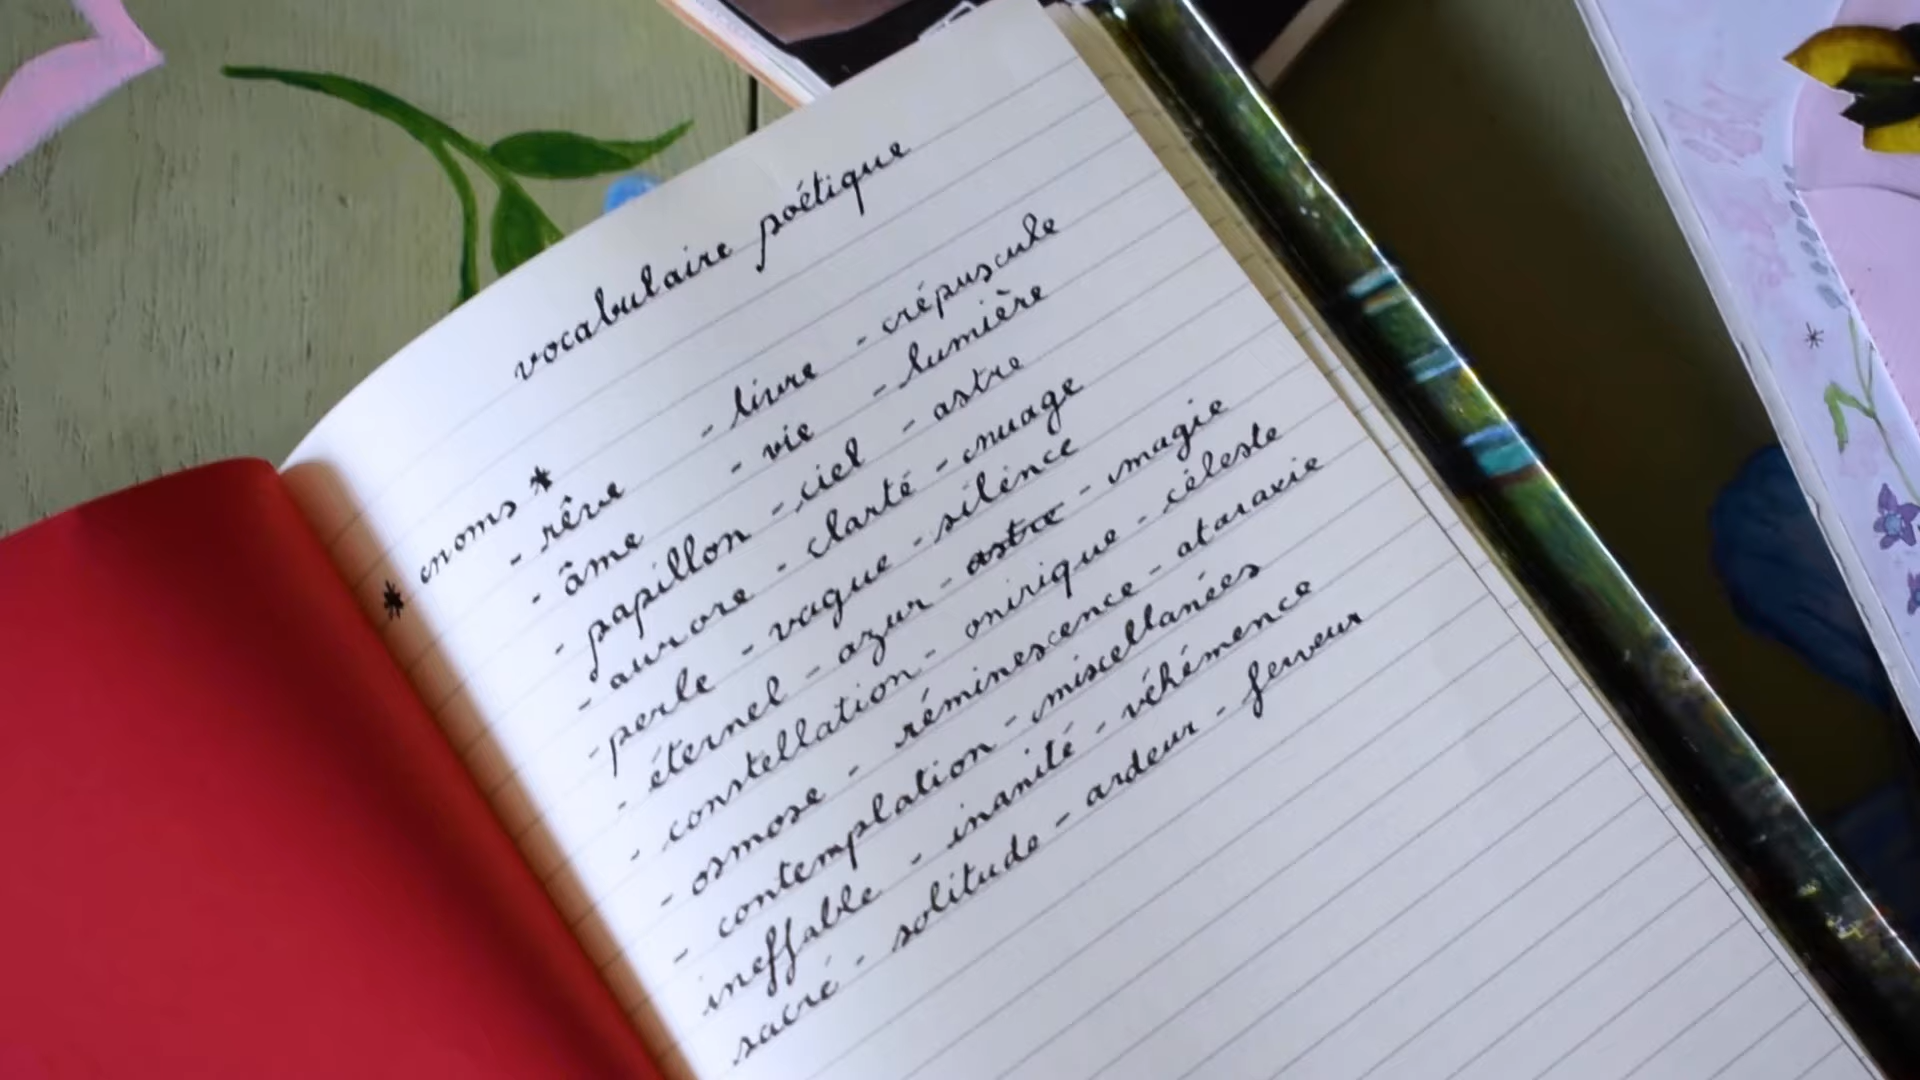 vocabulaire poétique
* noms *
- rêve - livre - crépuscule
- âme - vie - lumière
- papillon - ciel - astre
- aurore - clarté - nuage
- perle - vague - silence
- éternel - azur - astre - magie
- constellation - onirique - céleste
- osmose - réminescence - ataraxie
- contemplation - miscellanées
ineffable - inanité - véhémence
sacré - solitude - ardeur - ferveur